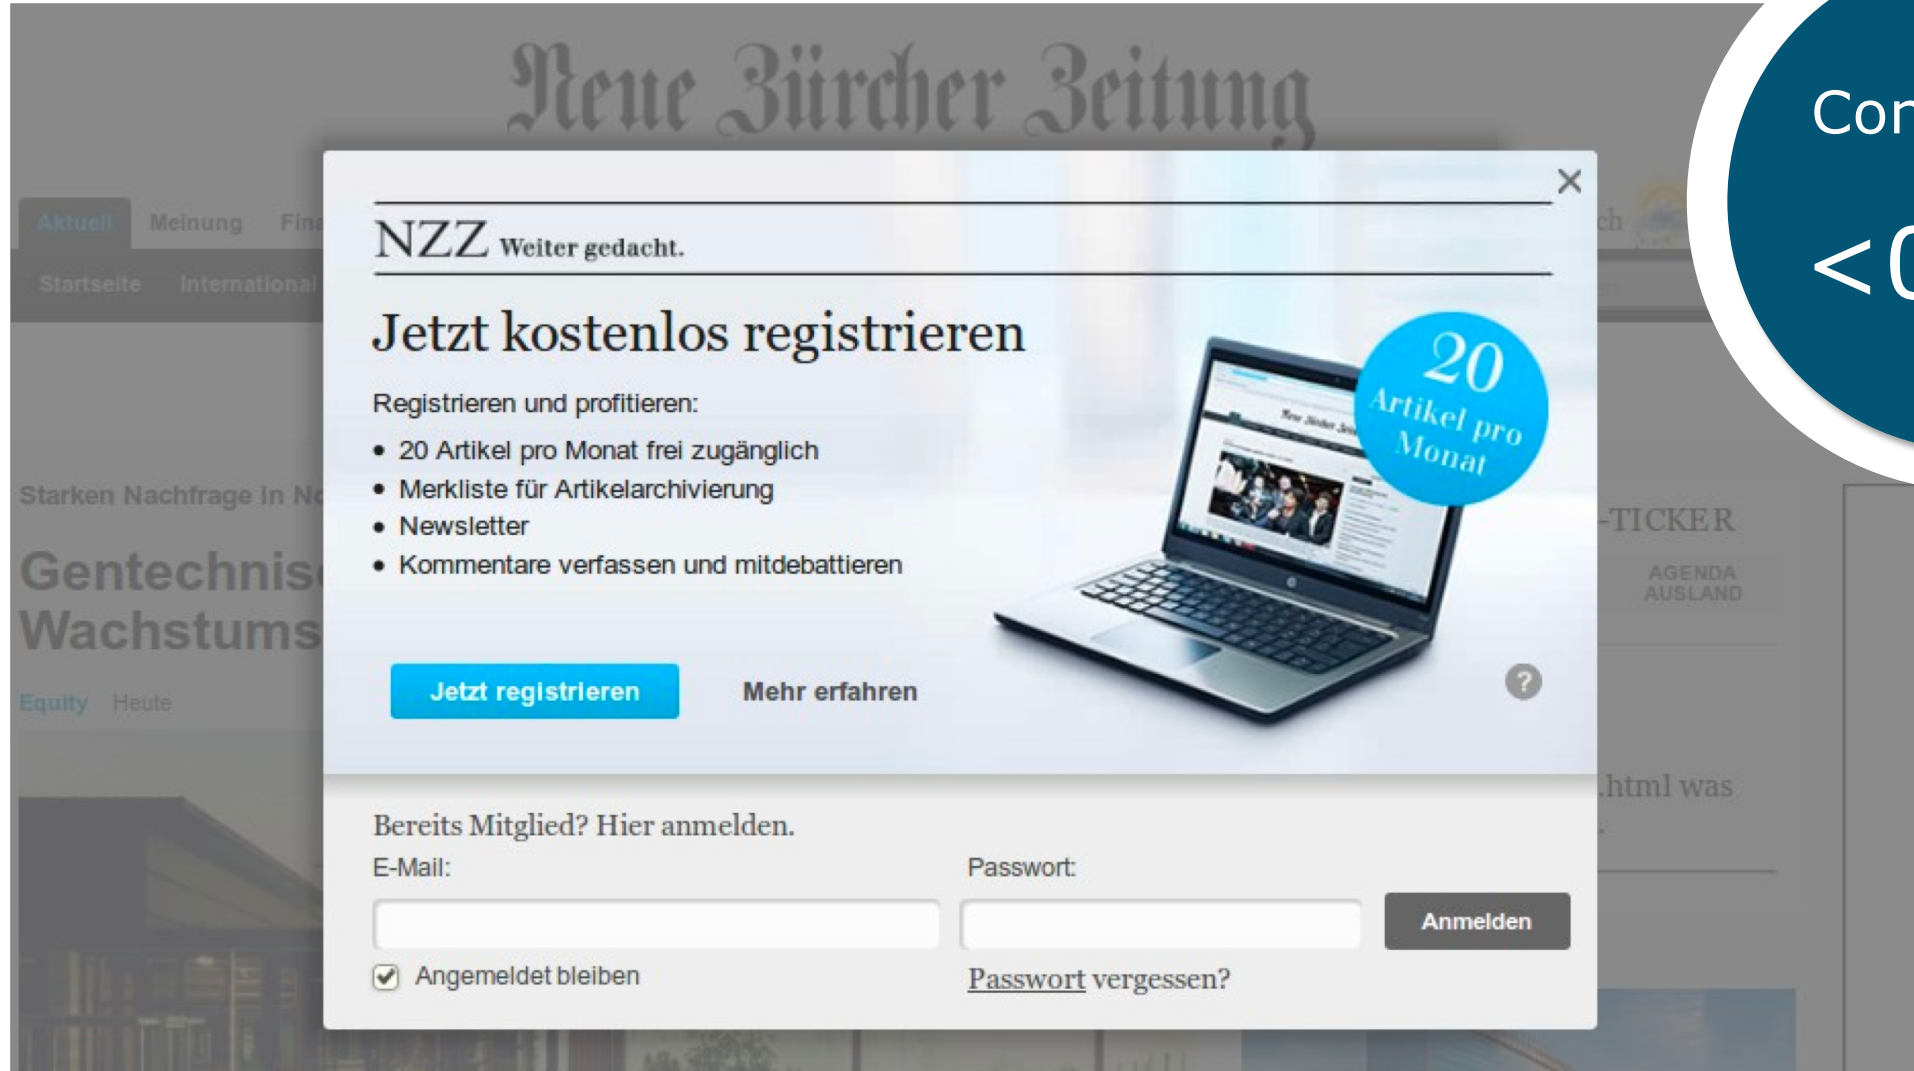 Neue Zürcher Zeitung
Aktuell Meinung
Startseite International
NZZ Weiter gedacht.
Jetzt kostenlos registrieren
Registrieren und profitieren:
• 20 Artikel pro Monat frei zugänglich
• Merkliste für Artikelarchivierung
• Newsletter
• Kommentare verfassen und mitdebattieren
20
Artikel pro
Monat
Jetzt registrieren Mehr erfahren
?
Bereits Mitglied? Hier anmelden.
E-Mail: Passwort:
Anmelden
Angemeldet bleiben
Passwort vergessen?
Starken Nachfrage in
Wachstums
Equity Heute
-TICKER
AGENDA
AUSLAND
.html was